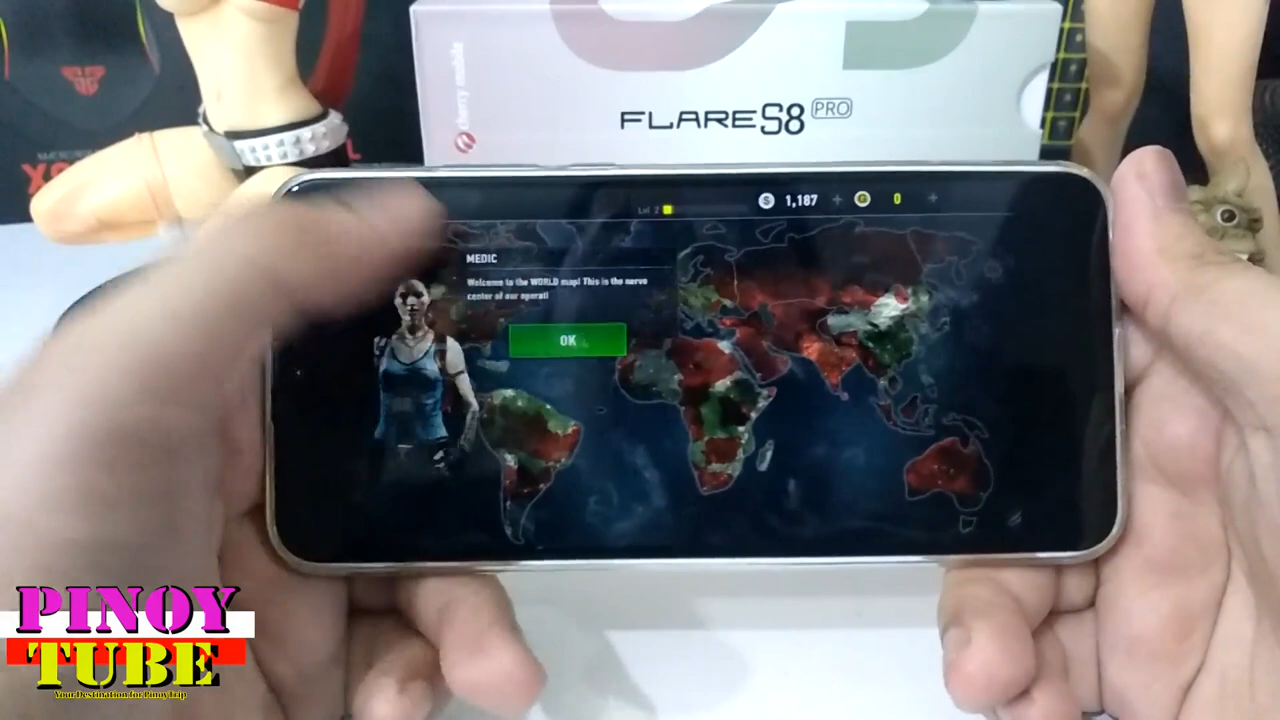 cherry mobile
FLARE S8 PRO
Lvl 2
S 1,187 + G 0 +
MEDIC
Welcome to the WORLD map! This is the nerve
center of our operati
OK
PINOY
TUBE
Your Destination for PinoyTrip